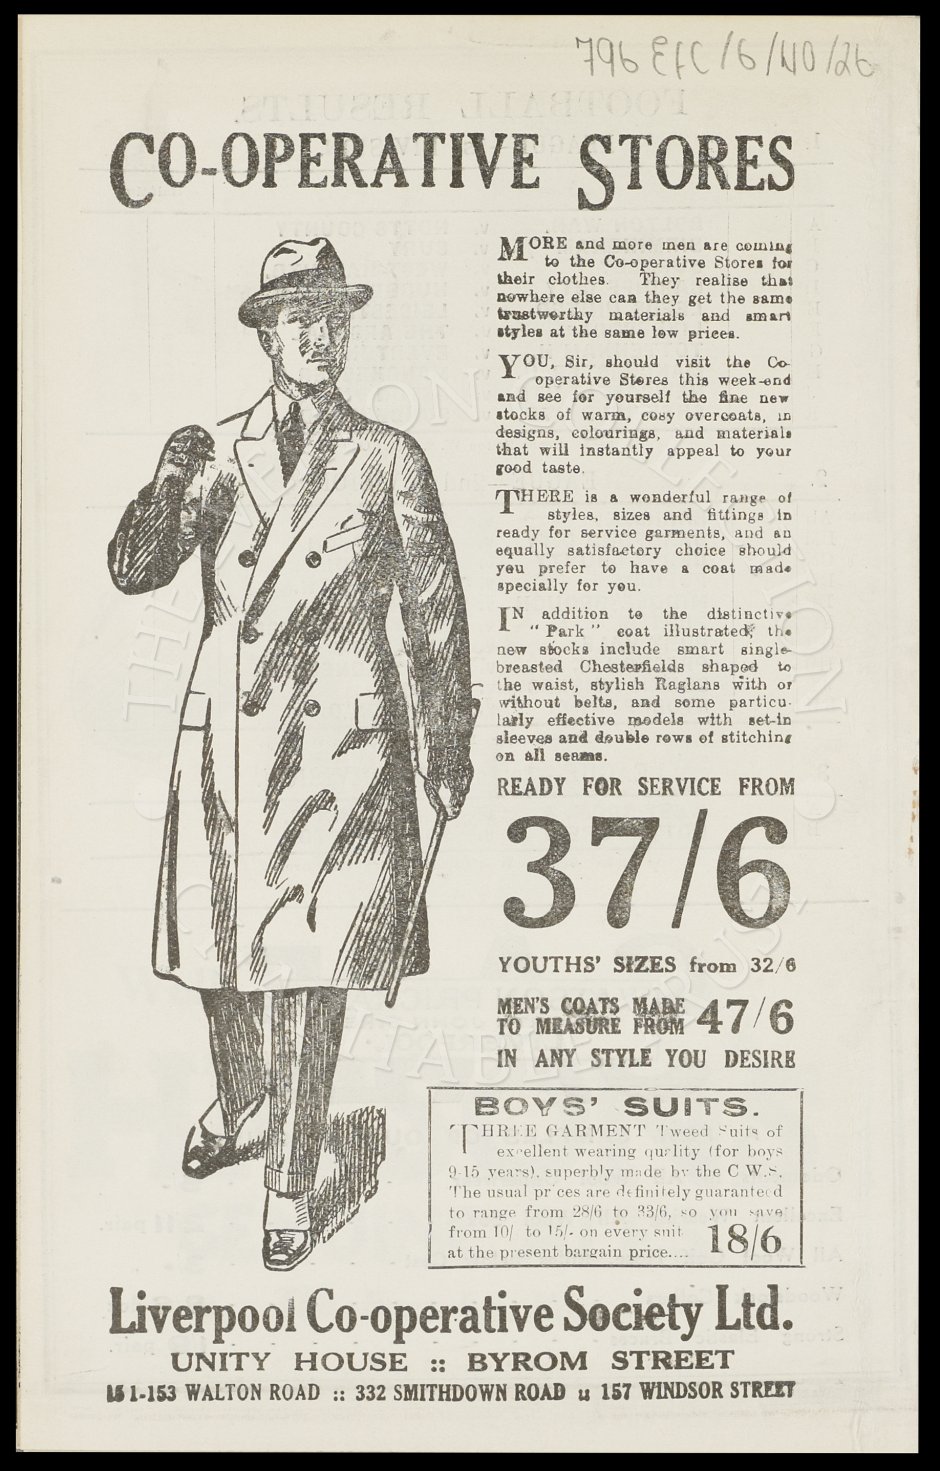 796 EFC/6/NO/26
CO-OPERATIVE STORES
MORE and more men are coming
to the Co-operative Stores for
their clothes. They realise that
nowhere else can they get the same
trustworthy materials and smart
styles at the same low prices.
YOU, Sir, should visit the Co-
operative Stores this week-end
and see for yourself the fine new
stocks of warm, cosy overcoats, in
designs, colourings, and materials
that will instantly appeal to your
good taste.
THERE is a wonderful range of
styles, sizes and fittings in
ready for service garments, and an
equally satisfactory choice should
you prefer to have a coat made
specially for you.
IN addition to the distinctive
"Park" coat illustrated, the
new stocks include smart single-
breasted Chesterfields shaped to
the waist, stylish Raglans with or
without belts, and some particu-
larly effective models with set-in
sleeves and double rows of stitching
on all seams.
READY FOR SERVICE FROM
37/6
YOUTHS' SIZES from 32/6
MEN'S COATS MADE
TO MEASURE FROM 47/6
IN ANY STYLE YOU DESIRE
BOYS' SUITS.
THREE GARMENT Tweed Suits of
excellent wearing quality (for boys
9-15 years), superbly made by the C W.S.
The usual prices are definitely guaranteed
to range from 28/6 to 33/6, so you save
from 10/- to 15/- on every suit
at the present bargain price.... 18/6
Liverpool Co-operative Society Ltd.
UNITY HOUSE :: BYROM STREET
151-153 WALTON ROAD :: 332 SMITHDOWN ROAD :: 157 WINDSOR STREET
THE EVERTON COLLECTION
CHARITABLE TRUST